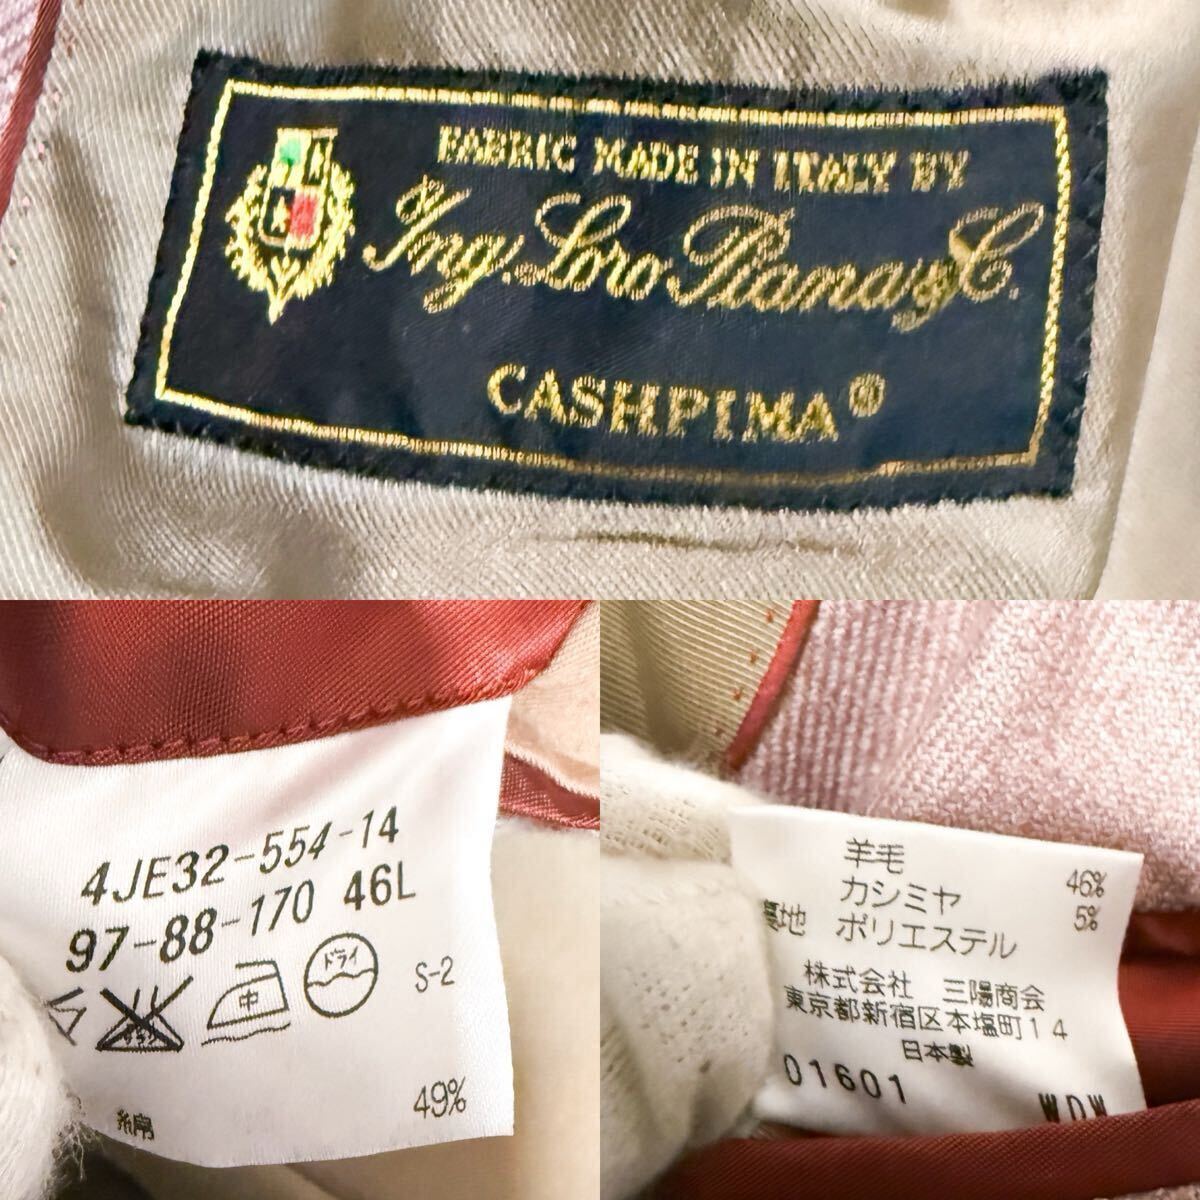 FABRIC MADE IN ITALY BY
Ing. Loro Piana & C.
CASHPIMA®
4JE32-554-14
97-88-170 46L
中
ドライ
S-2
綿 49%
羊毛 46%
カシミヤ 5%
裏地 ポリエステル
株式会社 三陽商会
東京都新宿区本塩町14
日本製
01601
WDW